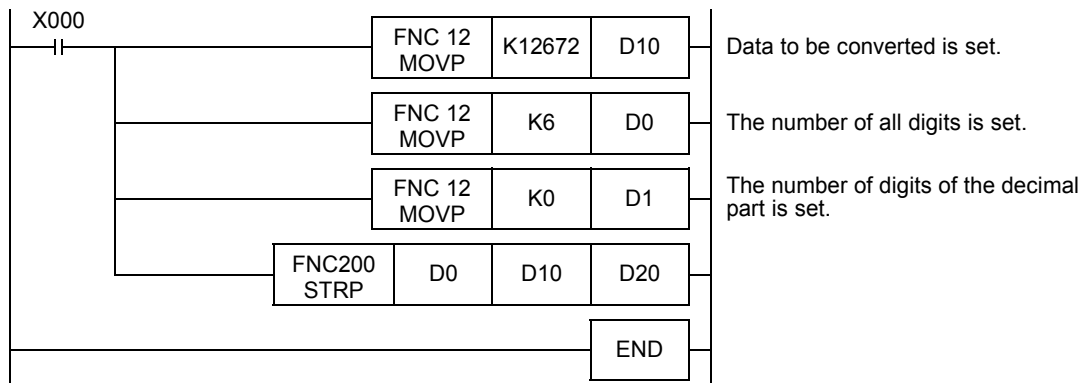 X000
FNC 12 MOVP K12672 D10 Data to be converted is set.
FNC 12 MOVP K6 D0 The number of all digits is set.
FNC 12 MOVP K0 D1 The number of digits of the decimal
part is set.
FNC200 STRP D0 D10 D20
END